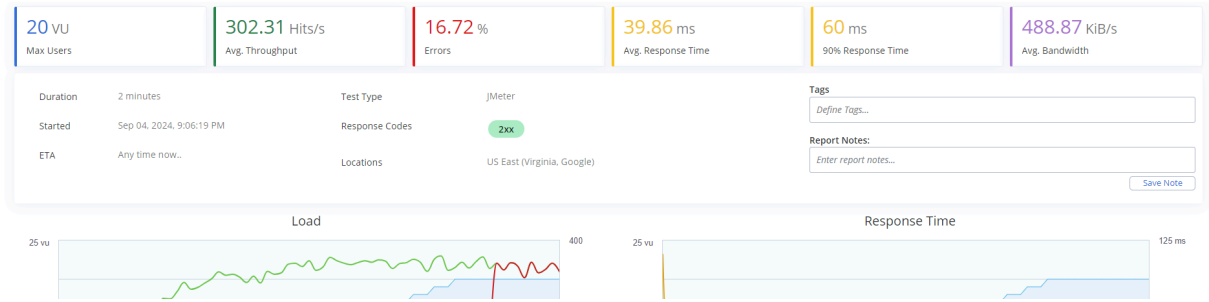 20 VU
Max Users
302.31 Hits/s
Avg. Throughput
16.72 %
Errors
39.86 ms
Avg. Response Time
60 ms
90% Response Time
488.87 KiB/s
Avg. Bandwidth
Duration 2 minutes
Started Sep 04, 2024, 9:06:19 PM
ETA Any time now..
Test Type JMeter
Response Codes 2xx
Locations US East (Virginia, Google)
Tags
Define Tags...
Report Notes:
Enter report notes...
Save Note
Load
25 vu
400
Response Time
25 vu
125 ms